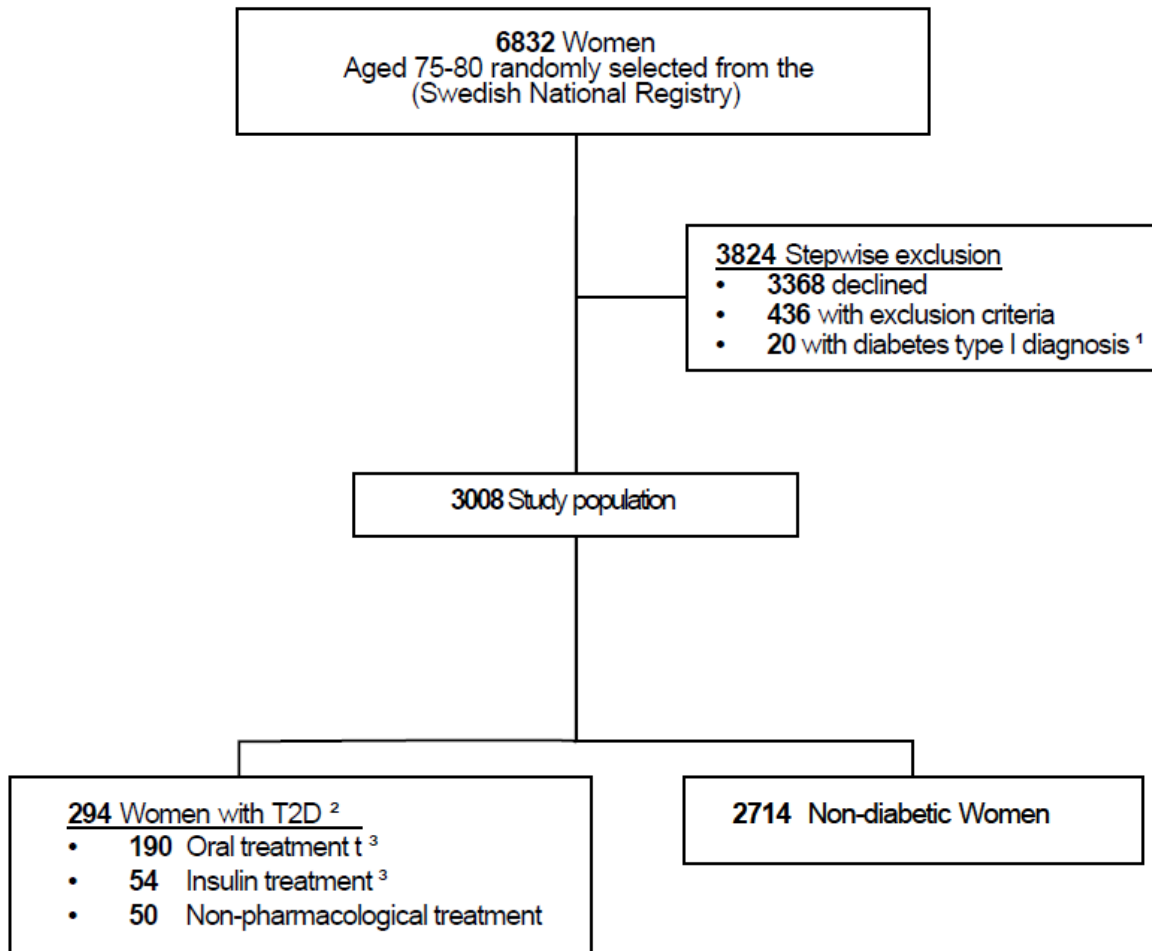 6832 Women
Aged 75-80 randomly selected from the
(Swedish National Registry)
3824 Stepwise exclusion
• 3368 declined
• 436 with exclusion criteria
• 20 with diabetes type I diagnosis ¹
3008 Study population
294 Women with T2D ²
• 190 Oral treatment t ³
• 54 Insulin treatment ³
• 50 Non-pharmacological treatment
2714 Non-diabetic Women